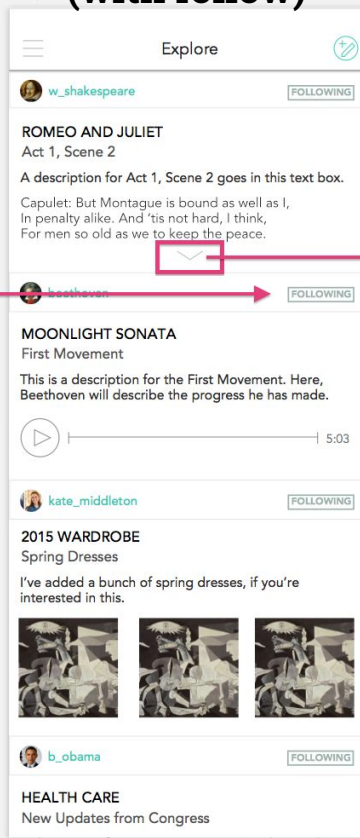 (with follow)
Explore
w_shakespeare
FOLLOWING
ROMEO AND JULIET
Act 1, Scene 2
A description for Act 1, Scene 2 goes in this text box.
Capulet: But Montague is bound as well as I,
In penalty alike. And ‘tis not hard, I think,
For men so old as we to keep the peace.
beethoven
FOLLOWING
MOONLIGHT SONATA
First Movement
This is a description for the First Movement. Here,
Beethoven will describe the progress he has made.
5:03
kate_middleton
FOLLOWING
2015 WARDROBE
Spring Dresses
I’ve added a bunch of spring dresses, if you’re
interested in this.
b_obama
FOLLOWING
HEALTH CARE
New Updates from Congress